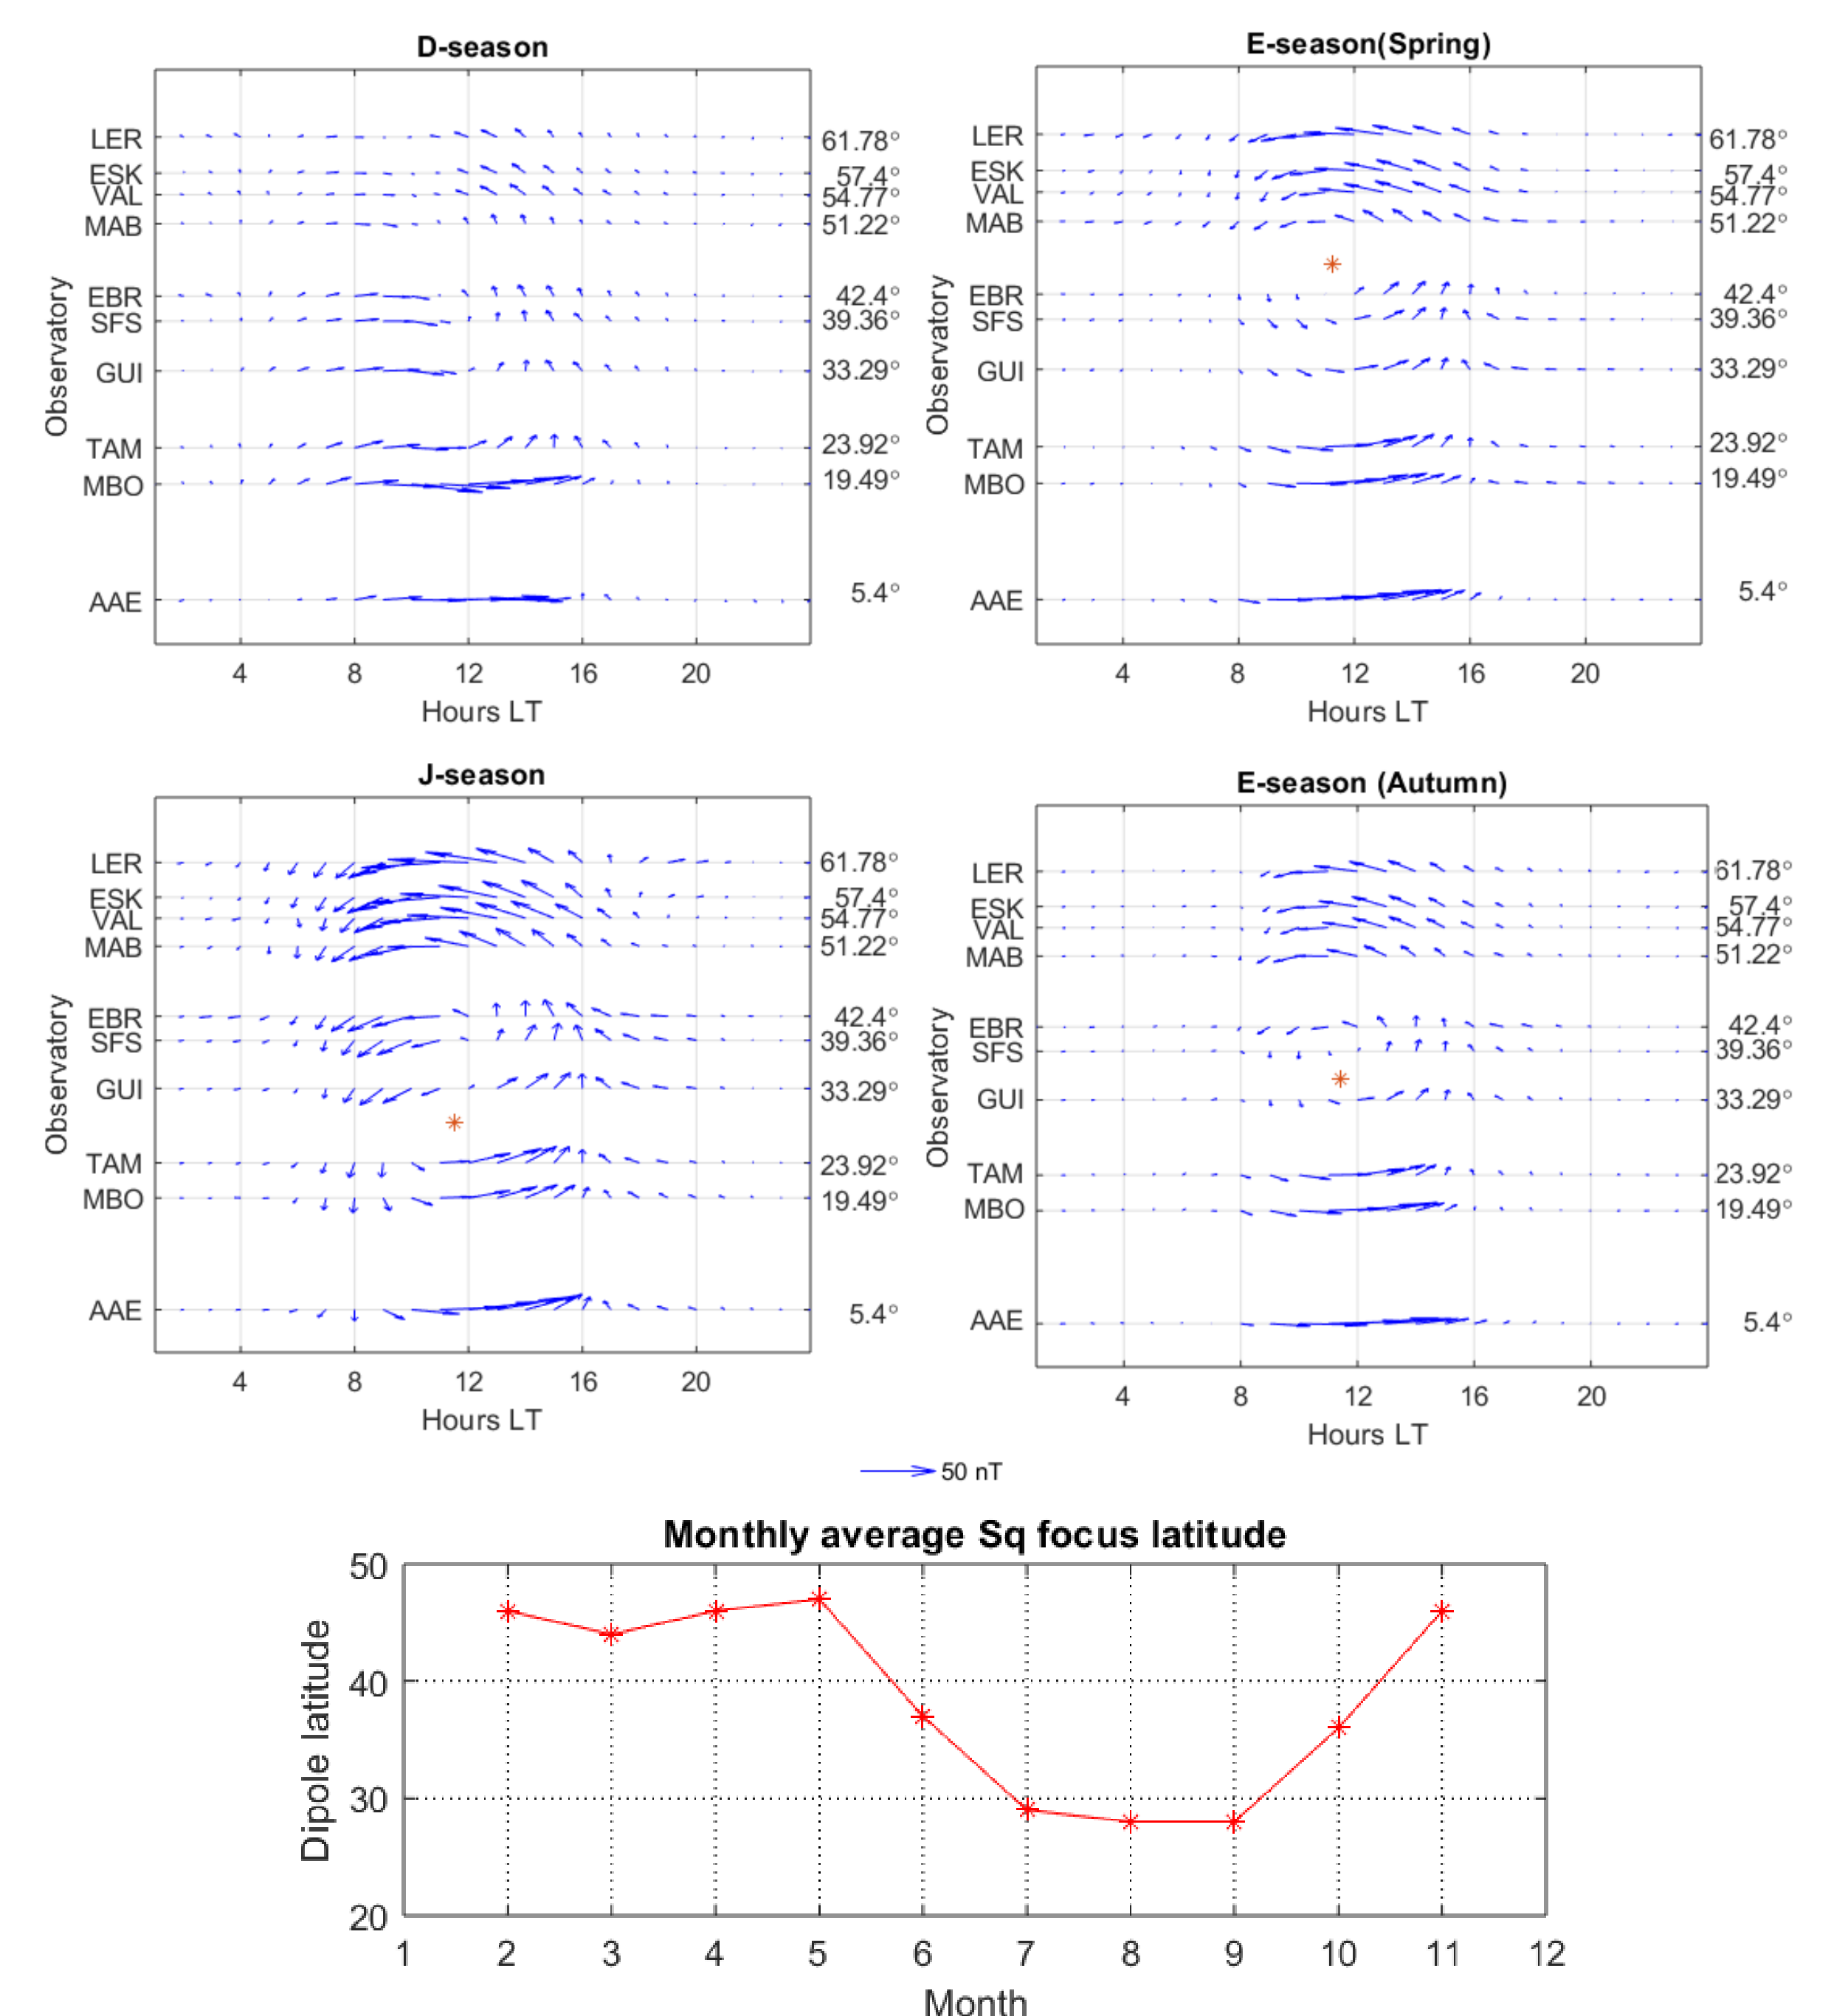 D-season
LER 61.78°
ESK 57.4°
VAL 54.77°
MAB 51.22°
EBR 42.4°
SFS 39.36°
GUI 33.29°
TAM 23.92°
MBO 19.49°
AAE 5.4°
Observatory
4 8 12 16 20
Hours LT
E-season(Spring)
LER 61.78°
ESK 57.4°
VAL 54.77°
MAB 51.22°
EBR 42.4°
SFS 39.36°
GUI 33.29°
TAM 23.92°
MBO 19.49°
AAE 5.4°
Observatory
4 8 12 16 20
Hours LT
J-season
LER 61.78°
ESK 57.4°
VAL 54.77°
MAB 51.22°
EBR 42.4°
SFS 39.36°
GUI 33.29°
TAM 23.92°
MBO 19.49°
AAE 5.4°
Observatory
4 8 12 16 20
Hours LT
E-season (Autumn)
LER 61.78°
ESK 57.4°
VAL 54.77°
MAB 51.22°
EBR 42.4°
SFS 39.36°
GUI 33.29°
TAM 23.92°
MBO 19.49°
AAE 5.4°
Observatory
4 8 12 16 20
Hours LT
50 nT
Monthly average Sq focus latitude
50
40
30
20
Dipole latitude
1 2 3 4 5 6 7 8 9 10 11 12
Month